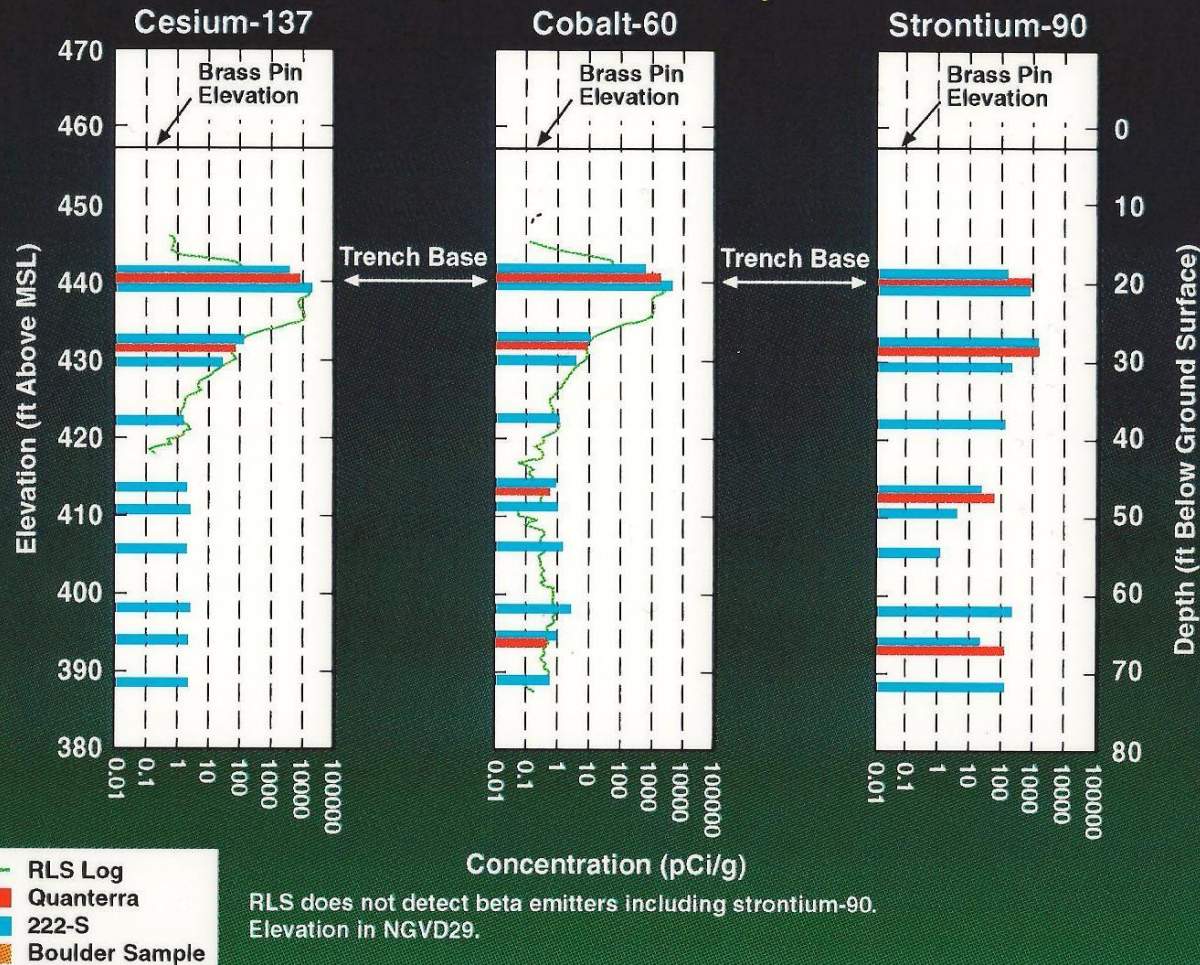 Cesium-137 Cobalt-60 Strontium-90
470
460
450
440
430
420
410
400
390
380
Elevation (ft Above MSL)
Brass Pin
Elevation
Brass Pin
Elevation
Brass Pin
Elevation
Trench Base
Trench Base
0
10
20
30
40
50
60
70
80
Depth (ft Below Ground Surface)
0.01 0.1 1 10 100 1000 10000 100000
0.01 0.1 1 10 100 1000 10000 100000
0.01 0.1 1 10 100 1000 10000 100000
Concentration (pCi/g)
RLS Log
Quanterra
222-S
Boulder Sample
RLS does not detect beta emitters including strontium-90.
Elevation in NGVD29.